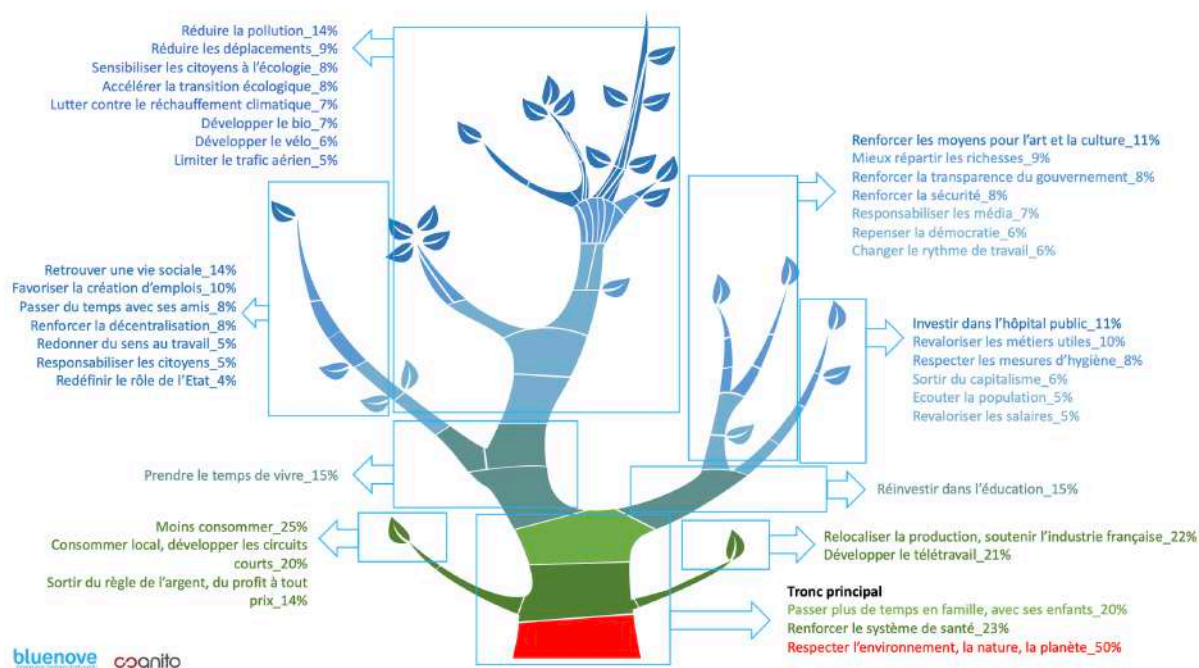 Réduire la pollution_14%
Réduire les déplacements_9%
Sensibiliser les citoyens à l'écologie_8%
Accélérer la transition écologique_8%
Lutter contre le réchauffement climatique_7%
Développer le bio_7%
Développer le vélo_6%
Limiter le trafic aérien_5%
Renforcer les moyens pour l'art et la culture_11%
Mieux répartir les richesses_9%
Renforcer la transparence du gouvernement_8%
Renforcer la sécurité_8%
Responsabiliser les média_7%
Repenser la démocratie_6%
Changer le rythme de travail_6%
Retrouver une vie sociale_14%
Favoriser la création d'emplois_10%
Passer du temps avec ses amis_8%
Renforcer la décentralisation_8%
Redonner du sens au travail_5%
Responsabiliser les citoyens_5%
Redéfinir le rôle de l'Etat_4%
Investir dans l'hôpital public_11%
Revaloriser les métiers utiles_10%
Respecter les mesures d'hygiène_8%
Sortir du capitalisme_6%
Ecouter la population_5%
Revaloriser les salaires_5%
Prendre le temps de vivre_15%
Réinvestir dans l'éducation_15%
Moins consommer_25%
Consommer local, développer les circuits
courts_20%
Sortir du règle de l'argent, du profit à tout
prix_14%
Relocaliser la production, soutenir l'industrie française_22%
Développer le télétravail_21%
Tronc principal
Passer plus de temps en famille, avec ses enfants_20%
Renforcer le système de santé_23%
Respecter l'environnement, la nature, la planète_50%
bluenove
cognito